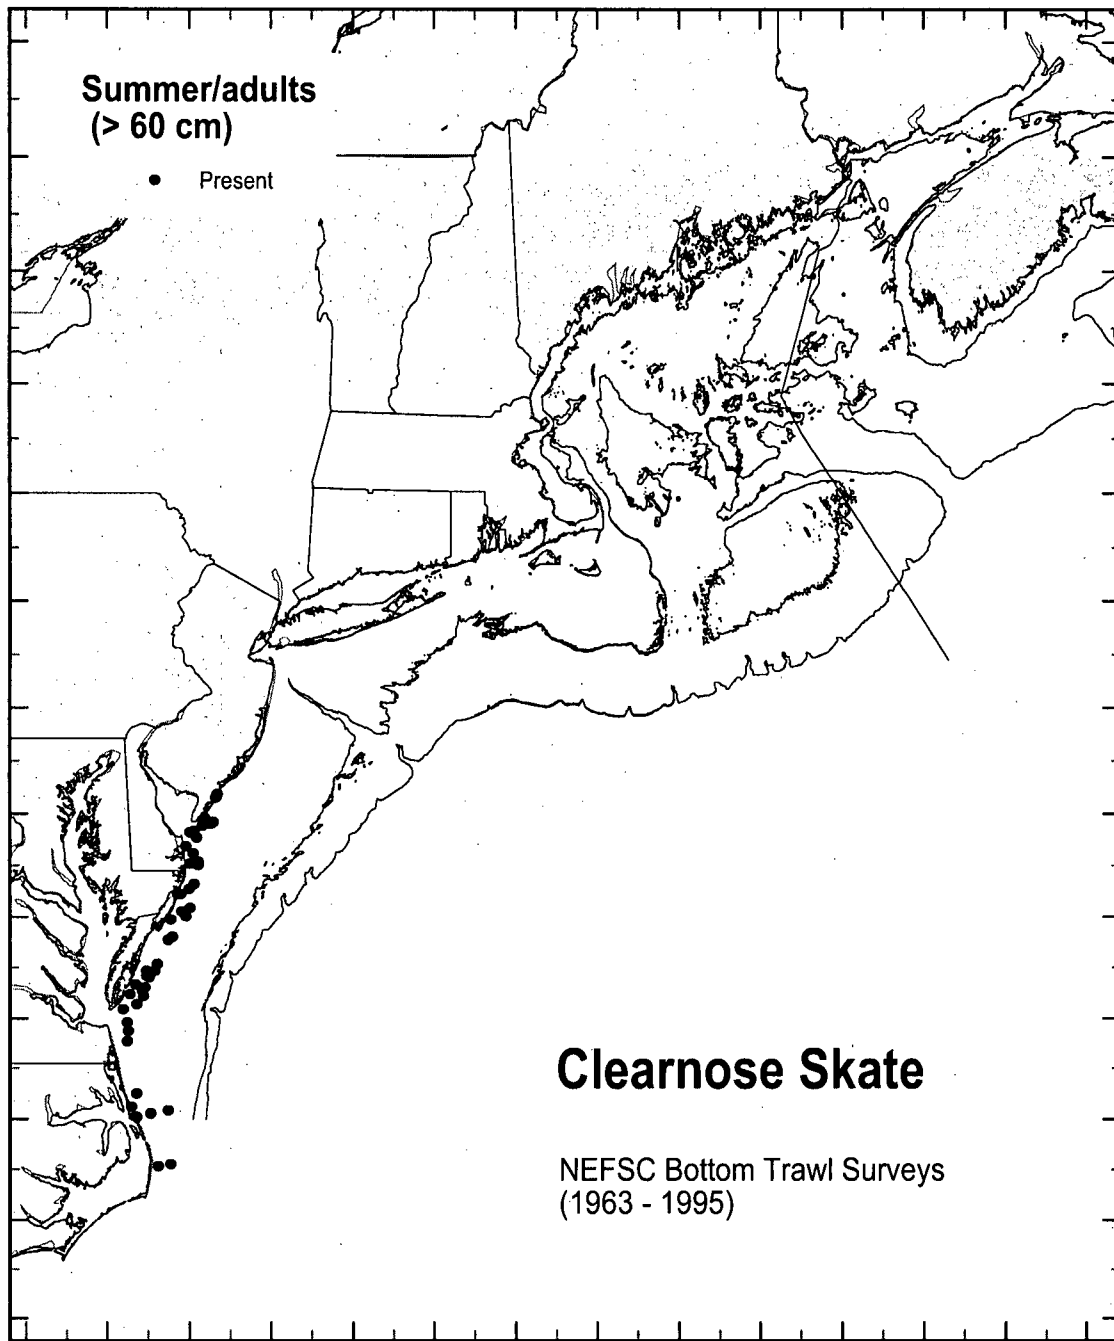 Summer/adults
(> 60 cm)
Present
Clearnose Skate
NEFSC Bottom Trawl Surveys
(1963 - 1995)